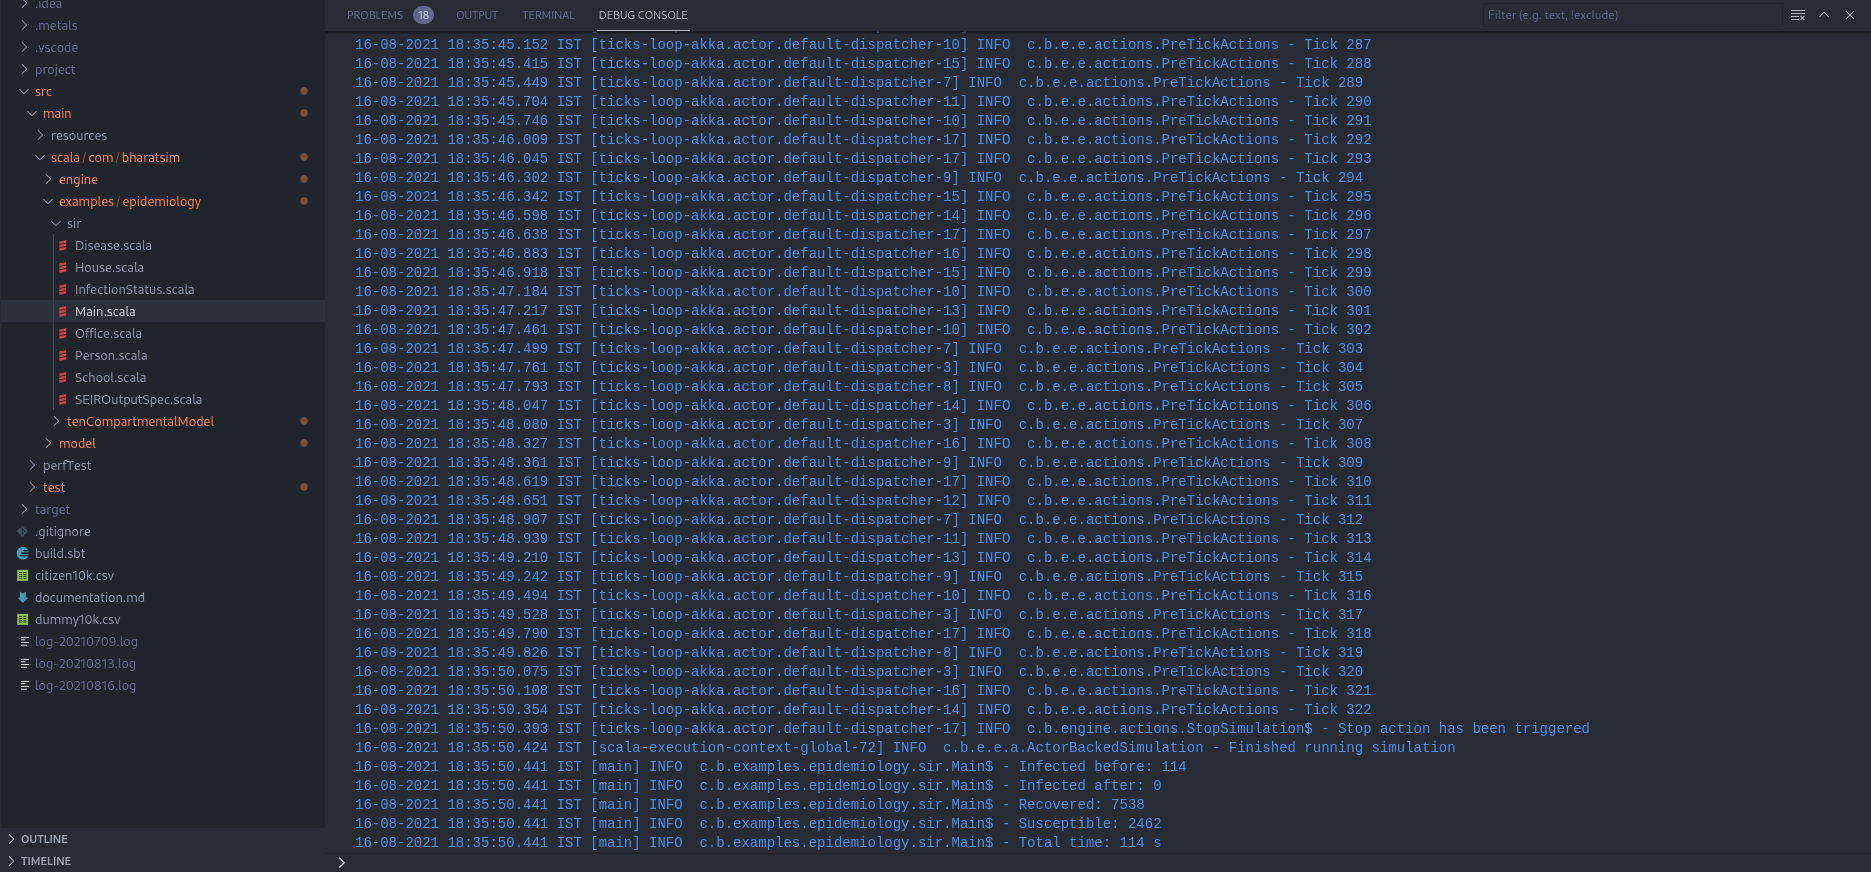 .idea
.metals
.vscode
project
src
main
resources
scala / com / bharatsim
engine
examples / epidemiology
sir
Disease.scala
House.scala
InfectionStatus.scala
Main.scala
Office.scala
Person.scala
School.scala
SEIROutputSpec.scala
tenCompartmentalModel
model
perfTest
test
target
.gitignore
build.sbt
citizen10k.csv
documentation.md
dummy10k.csv
log-20210709.log
log-20210813.log
log-20210816.log
OUTLINE
TIMELINE
PROBLEMS 18 OUTPUT TERMINAL DEBUG CONSOLE Filter (e.g. text, !exclude)
16-08-2021 18:35:45.152 IST [ticks-loop-akka.actor.default-dispatcher-10] INFO  c.b.e.e.actions.PreTickActions - Tick 287
16-08-2021 18:35:45.415 IST [ticks-loop-akka.actor.default-dispatcher-15] INFO  c.b.e.e.actions.PreTickActions - Tick 288
16-08-2021 18:35:45.449 IST [ticks-loop-akka.actor.default-dispatcher-7] INFO  c.b.e.e.actions.PreTickActions - Tick 289
16-08-2021 18:35:45.704 IST [ticks-loop-akka.actor.default-dispatcher-11] INFO  c.b.e.e.actions.PreTickActions - Tick 290
16-08-2021 18:35:45.746 IST [ticks-loop-akka.actor.default-dispatcher-10] INFO  c.b.e.e.actions.PreTickActions - Tick 291
16-08-2021 18:35:46.009 IST [ticks-loop-akka.actor.default-dispatcher-17] INFO  c.b.e.e.actions.PreTickActions - Tick 292
16-08-2021 18:35:46.045 IST [ticks-loop-akka.actor.default-dispatcher-17] INFO  c.b.e.e.actions.PreTickActions - Tick 293
16-08-2021 18:35:46.302 IST [ticks-loop-akka.actor.default-dispatcher-9] INFO  c.b.e.e.actions.PreTickActions - Tick 294
16-08-2021 18:35:46.342 IST [ticks-loop-akka.actor.default-dispatcher-15] INFO  c.b.e.e.actions.PreTickActions - Tick 295
16-08-2021 18:35:46.598 IST [ticks-loop-akka.actor.default-dispatcher-14] INFO  c.b.e.e.actions.PreTickActions - Tick 296
16-08-2021 18:35:46.638 IST [ticks-loop-akka.actor.default-dispatcher-17] INFO  c.b.e.e.actions.PreTickActions - Tick 297
16-08-2021 18:35:46.883 IST [ticks-loop-akka.actor.default-dispatcher-16] INFO  c.b.e.e.actions.PreTickActions - Tick 298
16-08-2021 18:35:46.918 IST [ticks-loop-akka.actor.default-dispatcher-15] INFO  c.b.e.e.actions.PreTickActions - Tick 299
16-08-2021 18:35:47.184 IST [ticks-loop-akka.actor.default-dispatcher-10] INFO  c.b.e.e.actions.PreTickActions - Tick 300
16-08-2021 18:35:47.217 IST [ticks-loop-akka.actor.default-dispatcher-13] INFO  c.b.e.e.actions.PreTickActions - Tick 301
16-08-2021 18:35:47.461 IST [ticks-loop-akka.actor.default-dispatcher-10] INFO  c.b.e.e.actions.PreTickActions - Tick 302
16-08-2021 18:35:47.499 IST [ticks-loop-akka.actor.default-dispatcher-7] INFO  c.b.e.e.actions.PreTickActions - Tick 303
16-08-2021 18:35:47.761 IST [ticks-loop-akka.actor.default-dispatcher-3] INFO  c.b.e.e.actions.PreTickActions - Tick 304
16-08-2021 18:35:47.793 IST [ticks-loop-akka.actor.default-dispatcher-8] INFO  c.b.e.e.actions.PreTickActions - Tick 305
16-08-2021 18:35:48.047 IST [ticks-loop-akka.actor.default-dispatcher-14] INFO  c.b.e.e.actions.PreTickActions - Tick 306
16-08-2021 18:35:48.080 IST [ticks-loop-akka.actor.default-dispatcher-3] INFO  c.b.e.e.actions.PreTickActions - Tick 307
16-08-2021 18:35:48.327 IST [ticks-loop-akka.actor.default-dispatcher-16] INFO  c.b.e.e.actions.PreTickActions - Tick 308
16-08-2021 18:35:48.361 IST [ticks-loop-akka.actor.default-dispatcher-9] INFO  c.b.e.e.actions.PreTickActions - Tick 309
16-08-2021 18:35:48.619 IST [ticks-loop-akka.actor.default-dispatcher-17] INFO  c.b.e.e.actions.PreTickActions - Tick 310
16-08-2021 18:35:48.651 IST [ticks-loop-akka.actor.default-dispatcher-12] INFO  c.b.e.e.actions.PreTickActions - Tick 311
16-08-2021 18:35:48.907 IST [ticks-loop-akka.actor.default-dispatcher-7] INFO  c.b.e.e.actions.PreTickActions - Tick 312
16-08-2021 18:35:48.939 IST [ticks-loop-akka.actor.default-dispatcher-11] INFO  c.b.e.e.actions.PreTickActions - Tick 313
16-08-2021 18:35:49.210 IST [ticks-loop-akka.actor.default-dispatcher-13] INFO  c.b.e.e.actions.PreTickActions - Tick 314
16-08-2021 18:35:49.242 IST [ticks-loop-akka.actor.default-dispatcher-9] INFO  c.b.e.e.actions.PreTickActions - Tick 315
16-08-2021 18:35:49.494 IST [ticks-loop-akka.actor.default-dispatcher-10] INFO  c.b.e.e.actions.PreTickActions - Tick 316
16-08-2021 18:35:49.528 IST [ticks-loop-akka.actor.default-dispatcher-3] INFO  c.b.e.e.actions.PreTickActions - Tick 317
16-08-2021 18:35:49.790 IST [ticks-loop-akka.actor.default-dispatcher-17] INFO  c.b.e.e.actions.PreTickActions - Tick 318
16-08-2021 18:35:49.826 IST [ticks-loop-akka.actor.default-dispatcher-8] INFO  c.b.e.e.actions.PreTickActions - Tick 319
16-08-2021 18:35:50.075 IST [ticks-loop-akka.actor.default-dispatcher-3] INFO  c.b.e.e.actions.PreTickActions - Tick 320
16-08-2021 18:35:50.108 IST [ticks-loop-akka.actor.default-dispatcher-16] INFO  c.b.e.e.actions.PreTickActions - Tick 321
16-08-2021 18:35:50.354 IST [ticks-loop-akka.actor.default-dispatcher-14] INFO  c.b.e.e.actions.PreTickActions - Tick 322
16-08-2021 18:35:50.393 IST [ticks-loop-akka.actor.default-dispatcher-17] INFO  c.b.engine.actions.StopSimulation$ - Stop action has been triggered
16-08-2021 18:35:50.424 IST [scala-execution-context-global-72] INFO  c.b.e.e.a.ActorBackedSimulation - Finished running simulation
16-08-2021 18:35:50.441 IST [main] INFO  c.b.examples.epidemiology.sir.Main$ - Infected before: 114
16-08-2021 18:35:50.441 IST [main] INFO  c.b.examples.epidemiology.sir.Main$ - Infected after: 0
16-08-2021 18:35:50.441 IST [main] INFO  c.b.examples.epidemiology.sir.Main$ - Recovered: 7538
16-08-2021 18:35:50.441 IST [main] INFO  c.b.examples.epidemiology.sir.Main$ - Susceptible: 2462
16-08-2021 18:35:50.441 IST [main] INFO  c.b.examples.epidemiology.sir.Main$ - Total time: 114 s